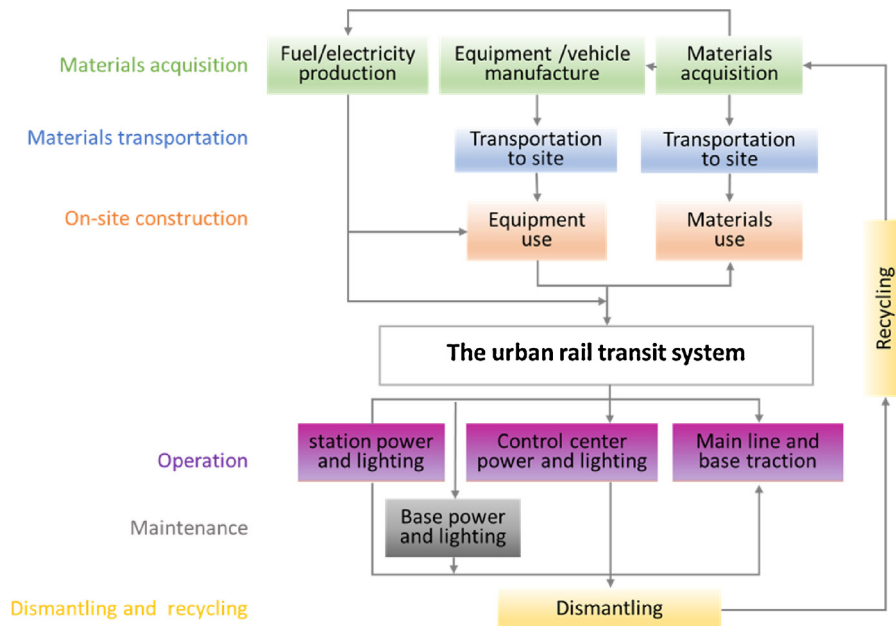 Materials acquisition
Fuel/electricity
production
Equipment /vehicle
manufacture
Materials
acquisition
Materials transportation
Transportation
to site
Transportation
to site
On-site construction
Equipment
use
Materials
use
Recycling
The urban rail transit system
Operation
station power
and lighting
Control center
power and lighting
Main line and
base traction
Maintenance
Base power
and lighting
Dismantling and recycling
Dismantling